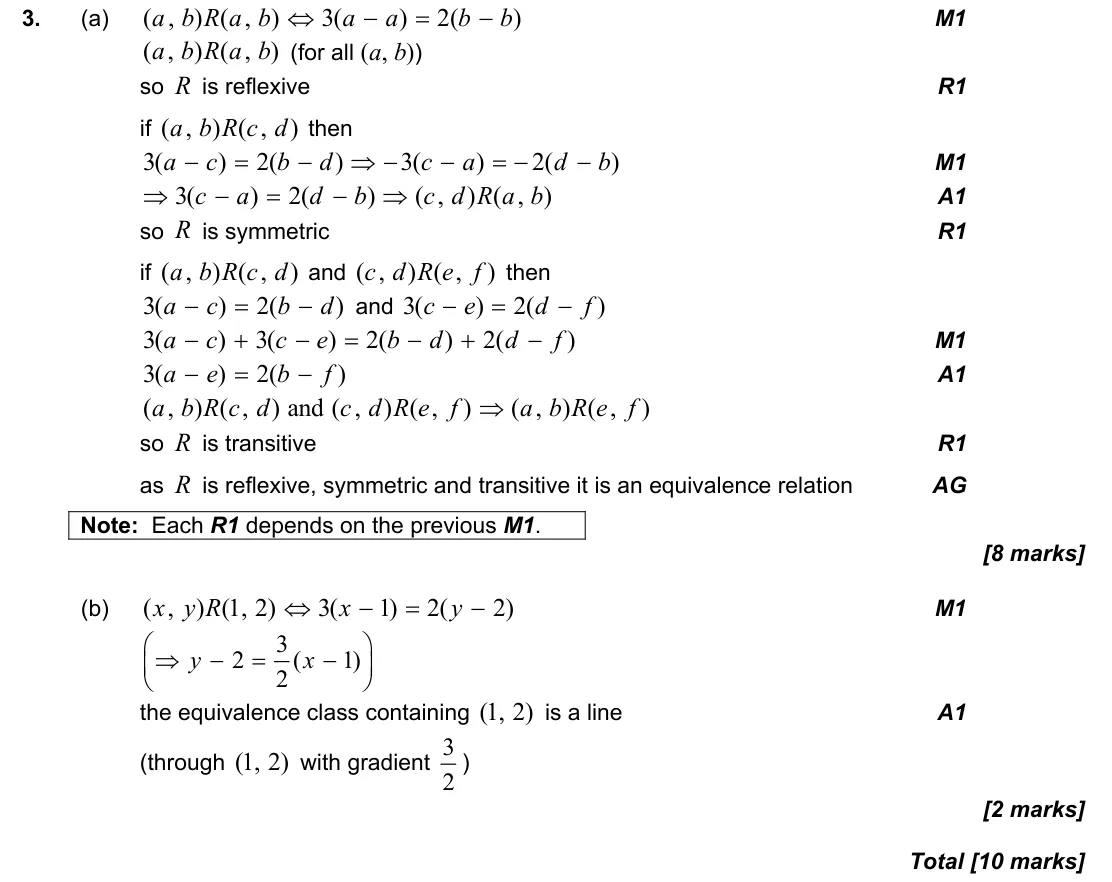 3. (a) (a, b)R(a, b) ⇔ 3(a − a) = 2(b − b) M1
(a, b)R(a, b) (for all (a, b))
so R is reflexive R1
if (a, b)R(c, d) then
3(a − c) = 2(b − d) ⇒ −3(c − a) = −2(d − b) M1
⇒ 3(c − a) = 2(d − b) ⇒ (c, d)R(a, b) A1
so R is symmetric R1
if (a, b)R(c, d) and (c, d)R(e, f) then
3(a − c) = 2(b − d) and 3(c − e) = 2(d − f)
3(a − c) + 3(c − e) = 2(b − d) + 2(d − f) M1
3(a − e) = 2(b − f) A1
(a, b)R(c, d) and (c, d)R(e, f) ⇒ (a, b)R(e, f)
so R is transitive R1
as R is reflexive, symmetric and transitive it is an equivalence relation AG
Note: Each R1 depends on the previous M1.
[8 marks]
(b) (x, y)R(1, 2) ⇔ 3(x − 1) = 2(y − 2) M1
(⇒ y − 2 = 3/2(x − 1))
the equivalence class containing (1, 2) is a line A1
(through (1, 2) with gradient 3/2)
[2 marks]
Total [10 marks]